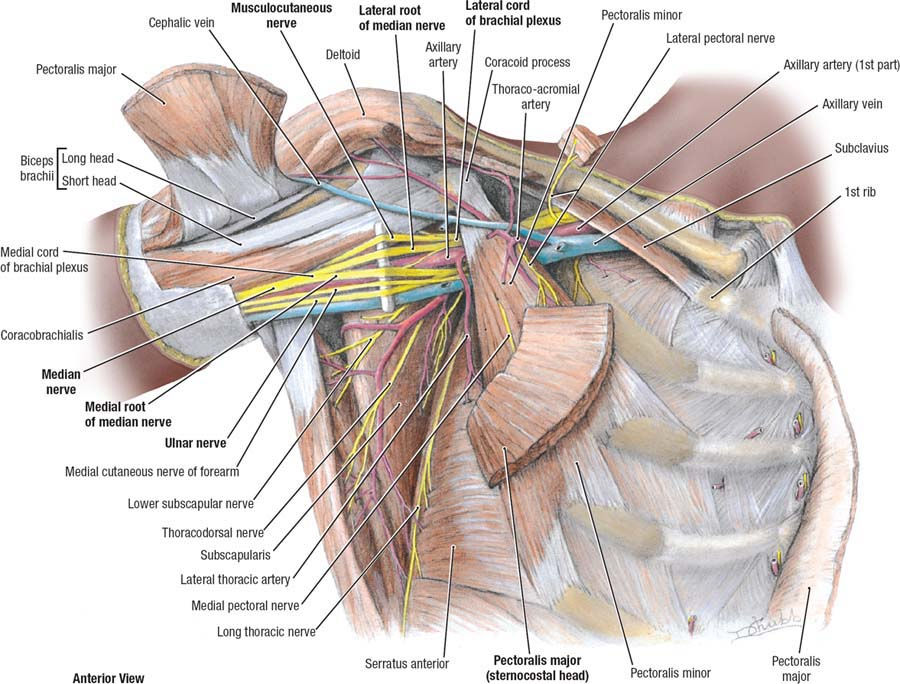 Musculocutaneous
nerve
Lateral root
of median nerve
Lateral cord
of brachial plexus
Pectoralis minor
Cephalic vein
Lateral pectoral nerve
Deltoid
Axillary
artery
Coracoid process
Pectoralis major
Axillary artery (1st part)
Thoraco-acromial
artery
Axillary vein
Biceps
brachii
Long head
Short head
Subclavius
1st rib
Medial cord
of brachial plexus
Coracobrachialis
Median
nerve
Medial root
of median nerve
Ulnar nerve
Medial cutaneous nerve of forearm
Lower subscapular nerve
Thoracodorsal nerve
Subscapularis
Lateral thoracic artery
Medial pectoral nerve
Long thoracic nerve
Serratus anterior
Pectoralis major
(sternocostal head)
Pectoralis minor
Pectoralis
major
Anterior View